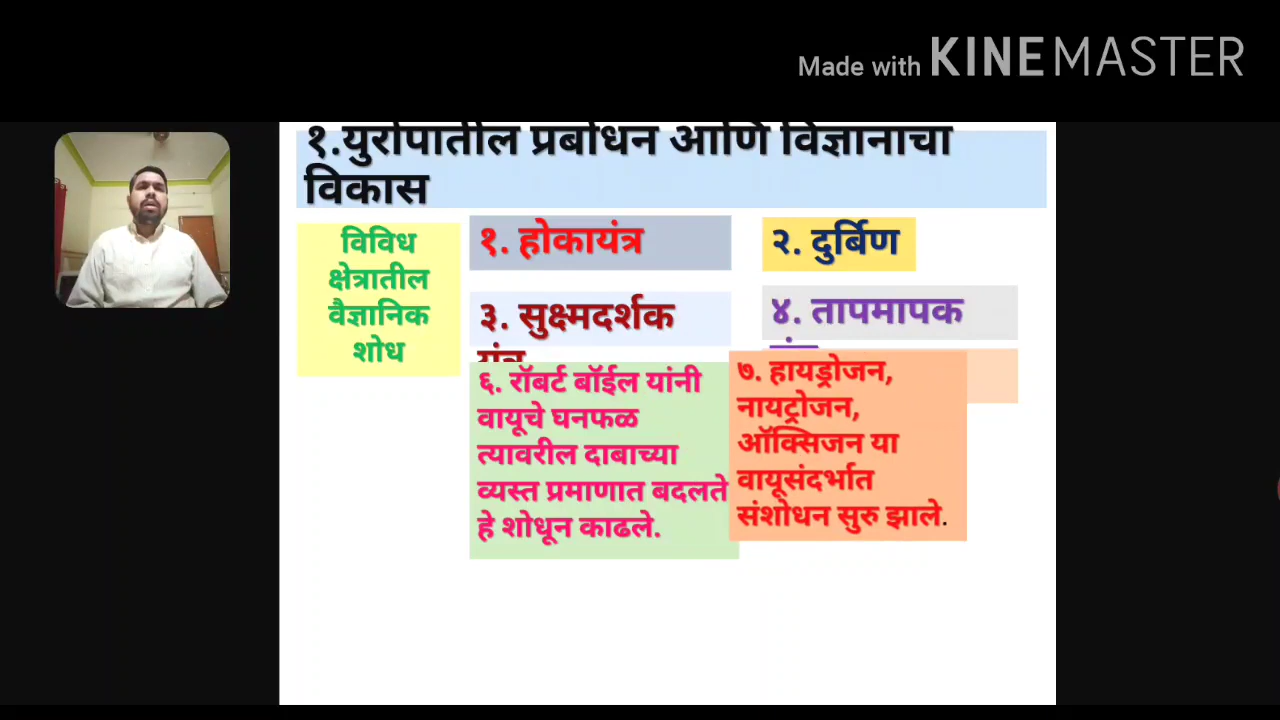 Made with KINEMASTER
१.युरोपातील प्रबोधन आणि विज्ञानाचा
विकास
विविध
क्षेत्रातील
वैज्ञानिक
शोध
१. होकायंत्र
२. दुर्बिण
३. सुक्ष्मदर्शक
यंत्र
४. तापमापक
६. रॉबर्ट बॉईल यांनी
वायूचे घनफळ
त्यावरील दाबाच्या
व्यस्त प्रमाणात बदलते
हे शोधून काढले.
७. हायड्रोजन,
नायट्रोजन,
ऑक्सिजन या
वायूसंदर्भात
संशोधन सुरु झाले.